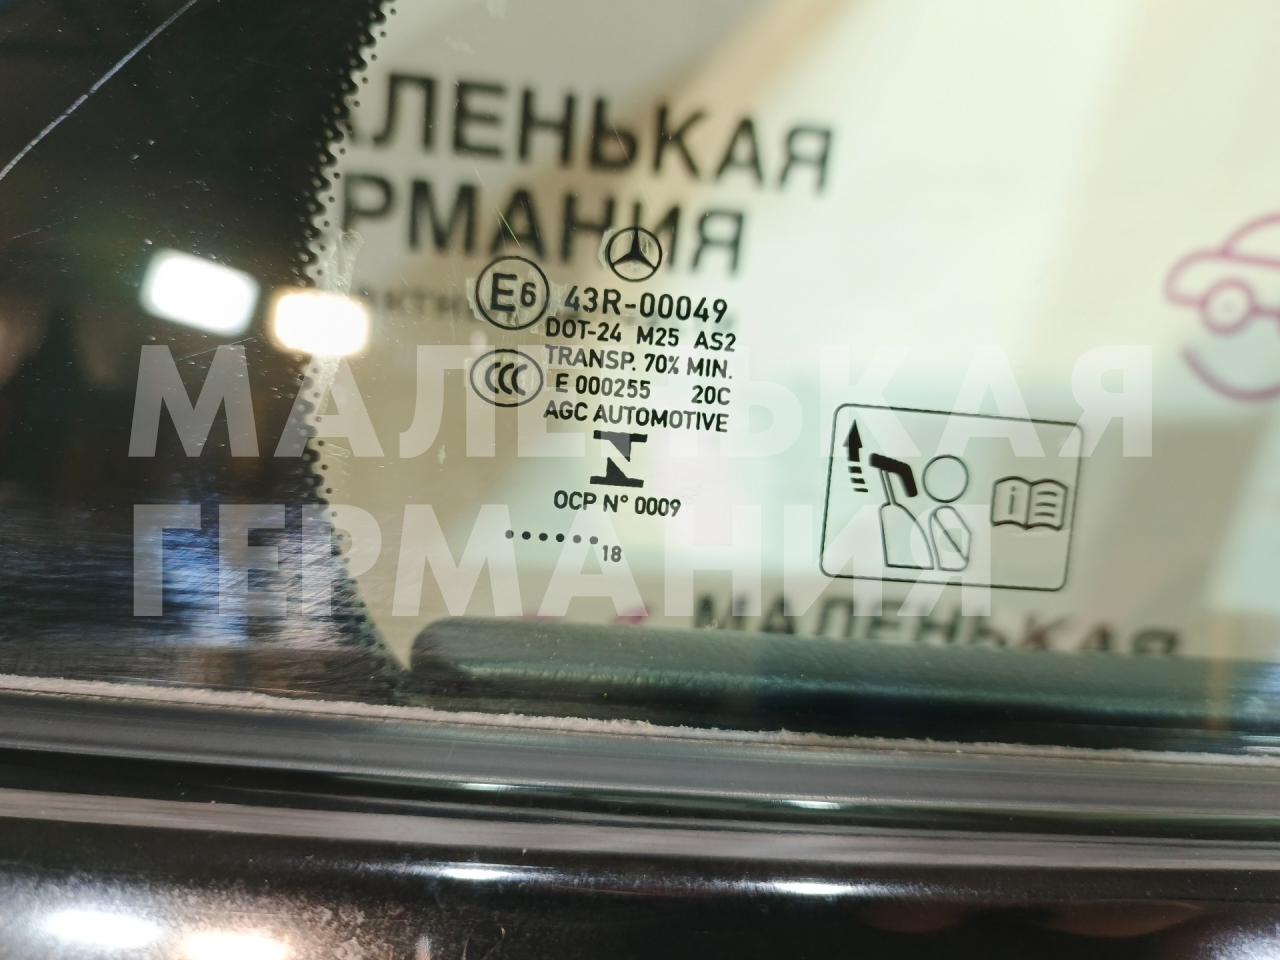 МАЛЕНЬКАЯ
ГЕРМАНИЯ
E6 43R-00049
DOT-24 M25 AS2
TRANSP. 70% MIN.
CCC E 000255 20C
AGC AUTOMOTIVE
OCP N° 0009
......18
МАЛЕНЬКАЯ
ГЕРМАНИЯ
МАЛЕНЬКАЯ